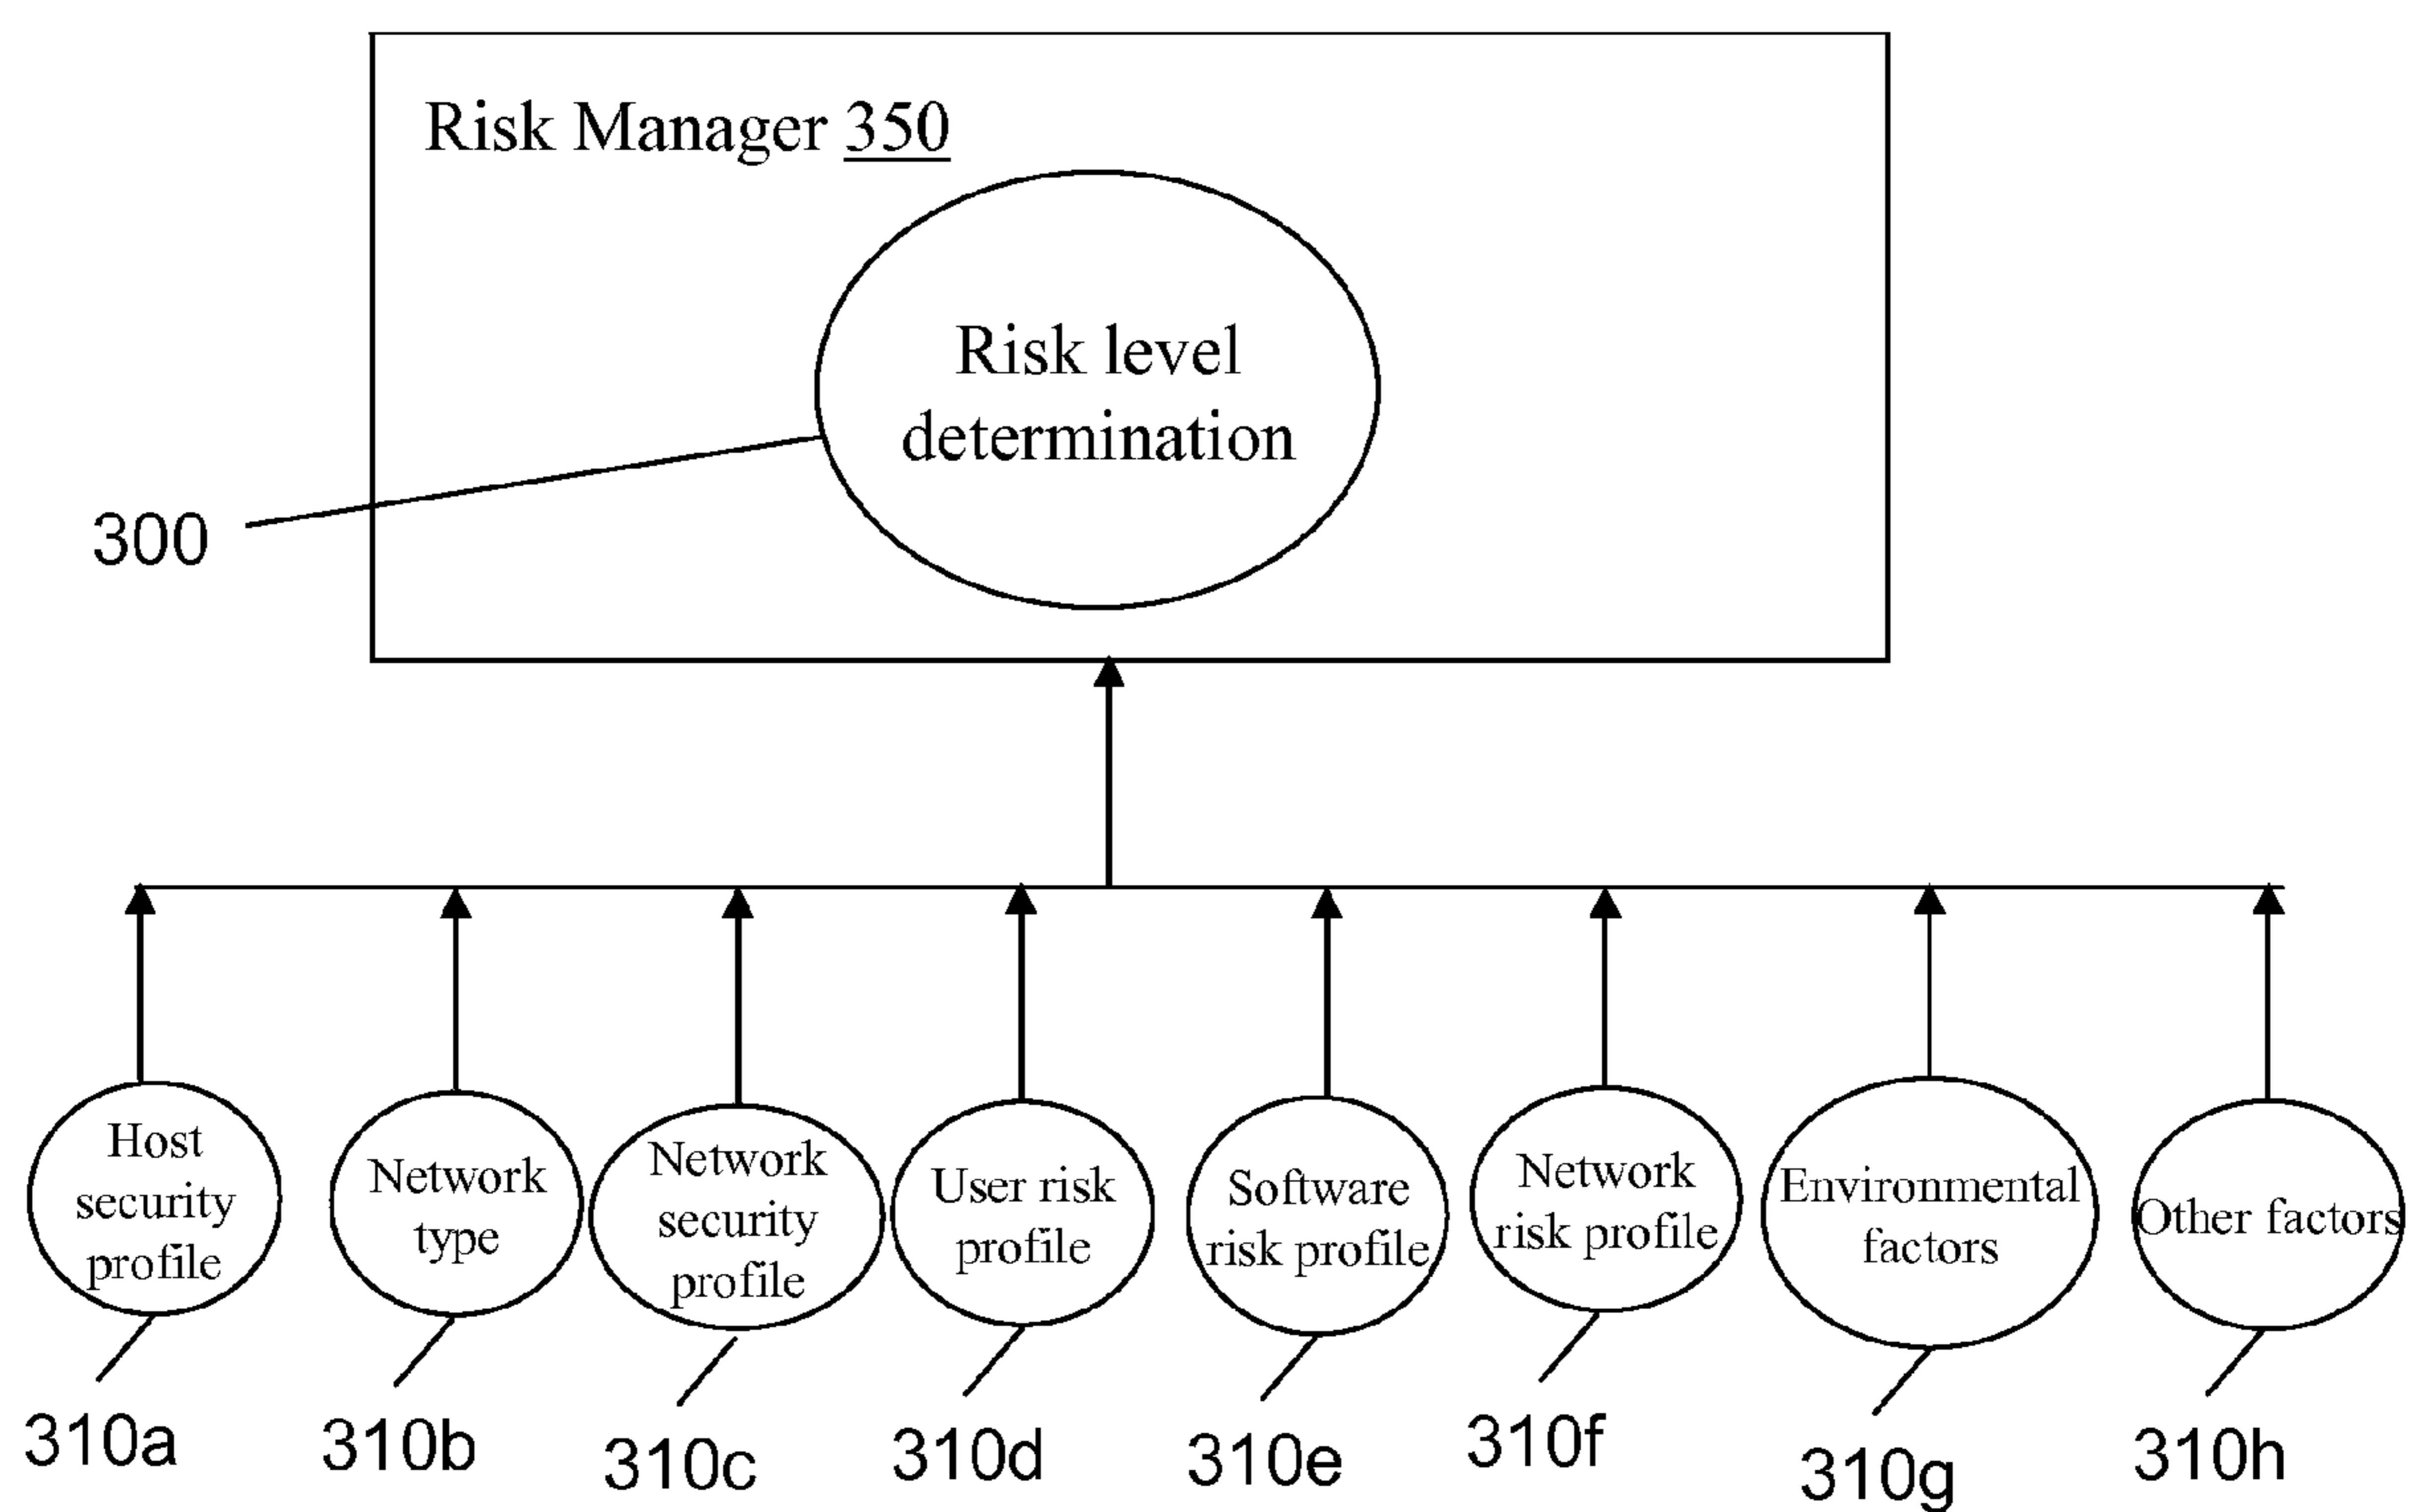 Risk Manager 350
Risk level
determination
300
Host
security
profile
Network
type
Network
security
profile
User risk
profile
Software
risk profile
Network
risk profile
Environmental
factors
Other factors
310a
310b
310c
310d
310e
310f
310g
310h